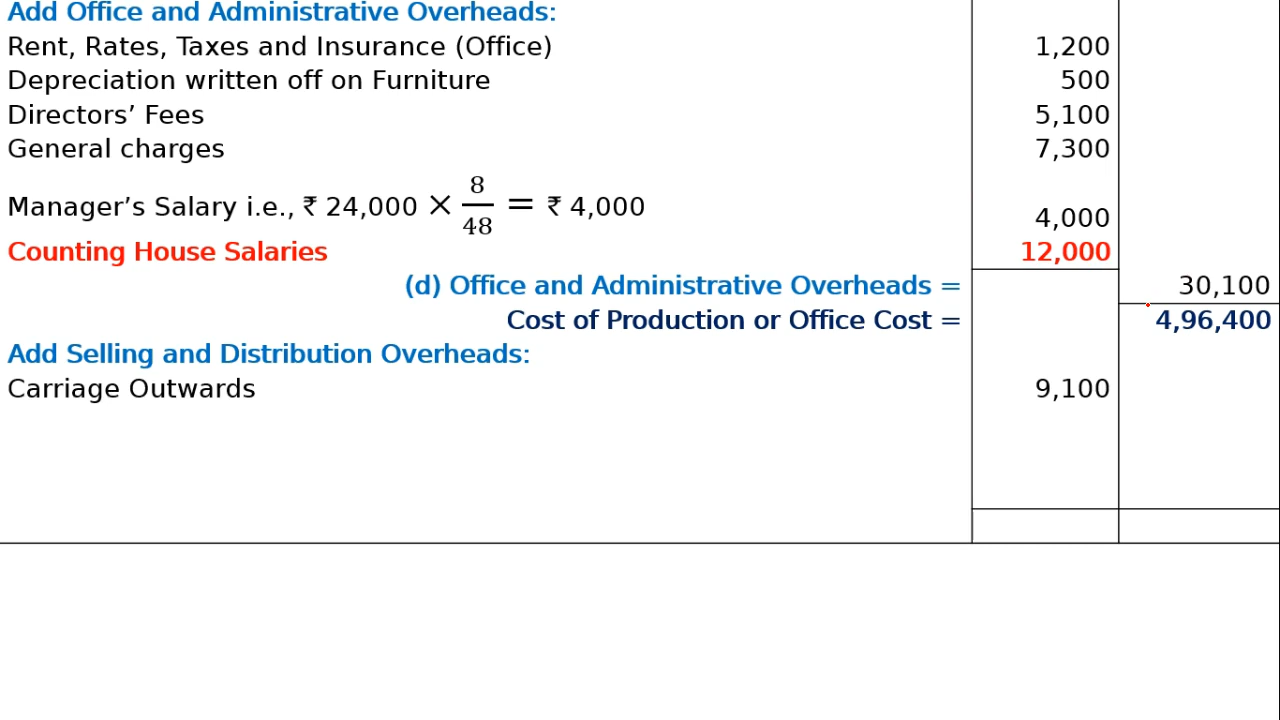 Add Office and Administrative Overheads:
Rent, Rates, Taxes and Insurance (Office) 1,200
Depreciation written off on Furniture 500
Directors’ Fees 5,100
General charges 7,300
Manager’s Salary i.e., ₹ 24,000 × 8/48 = ₹ 4,000 4,000
Counting House Salaries 12,000
(d) Office and Administrative Overheads = 30,100
Cost of Production or Office Cost = 4,96,400
Add Selling and Distribution Overheads:
Carriage Outwards 9,100